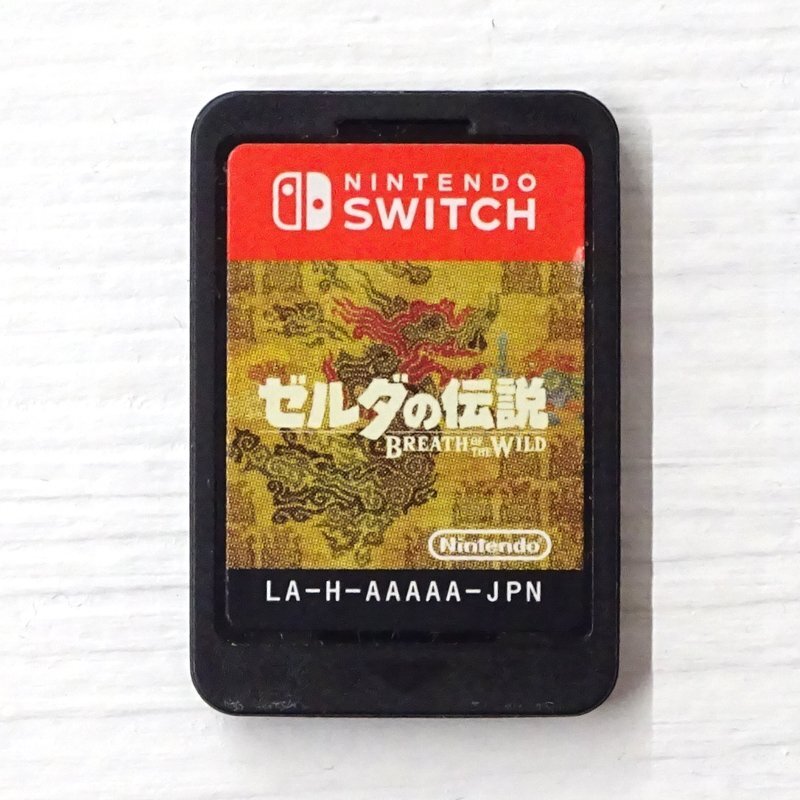 NINTENDO
SWITCH
ゼルダの伝説
BREATH OF THE WILD
Nintendo
LA-H-AAAAA-JPN